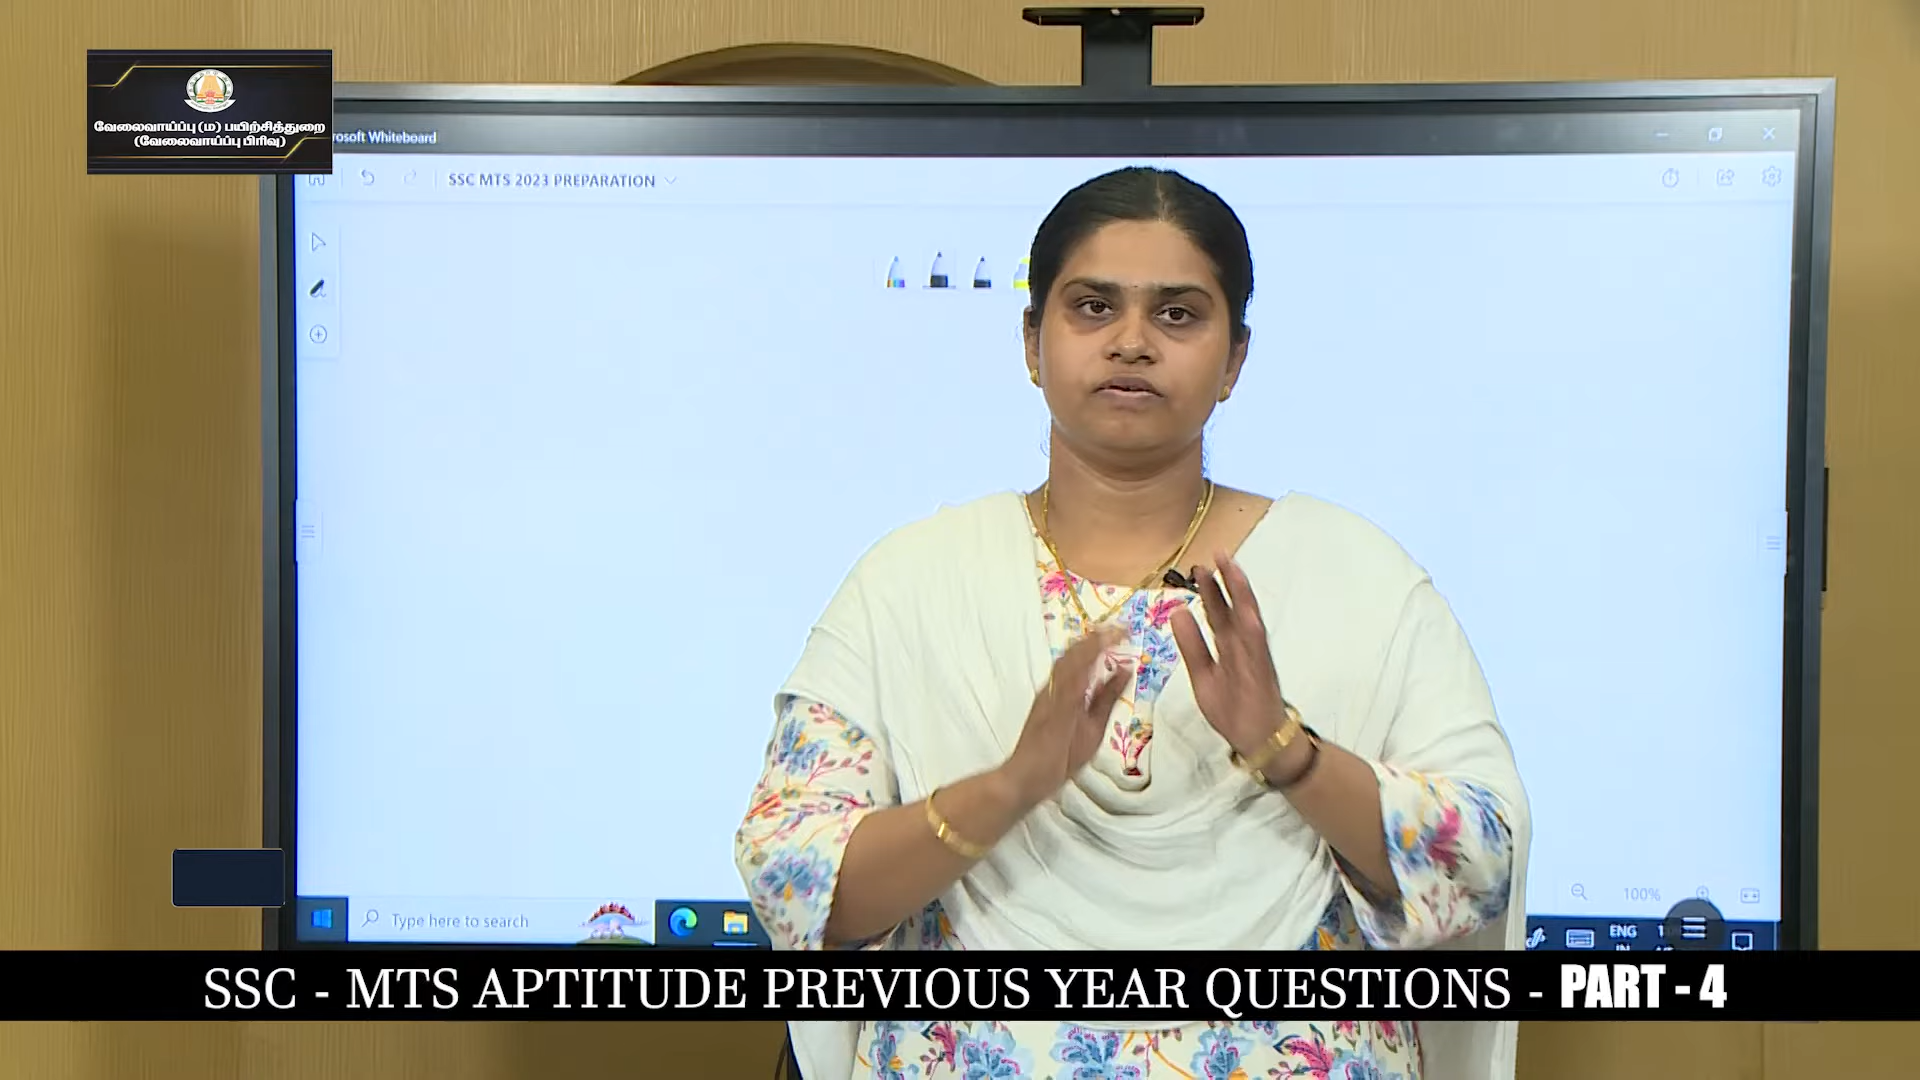 வேலைவாய்ப்பு (ம) பயிற்சித்துறை
(வேலைவாய்ப்பு பிரிவு)
rosoft Whiteboard
SSC MTS 2023 PREPARATION
100%
Type here to search
ENG
SSC - MTS APTITUDE PREVIOUS YEAR QUESTIONS - PART - 4